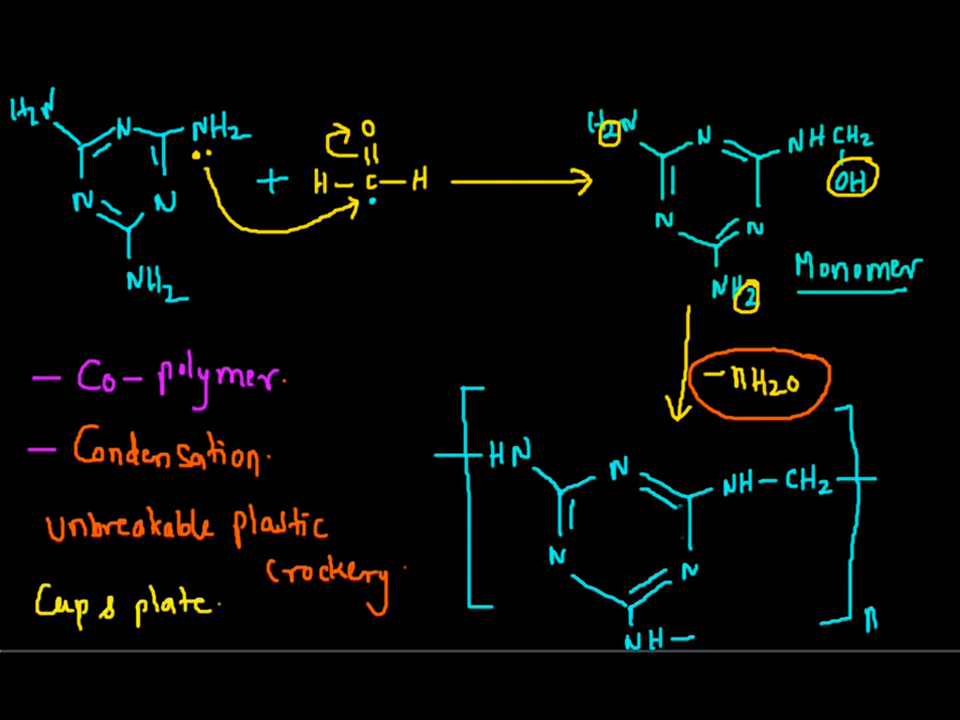 H2N
N
NH2
N
N
NH2
+
O
H – C – H
H2N
N
NH CH2
OH
N
N
NH2
Monomer
– nH2O
– Co – polymer.
– Condensation.
Unbreakable plastic
crockery.
Cup & plate.
HN
N
NH – CH2
N
N
NH –
n